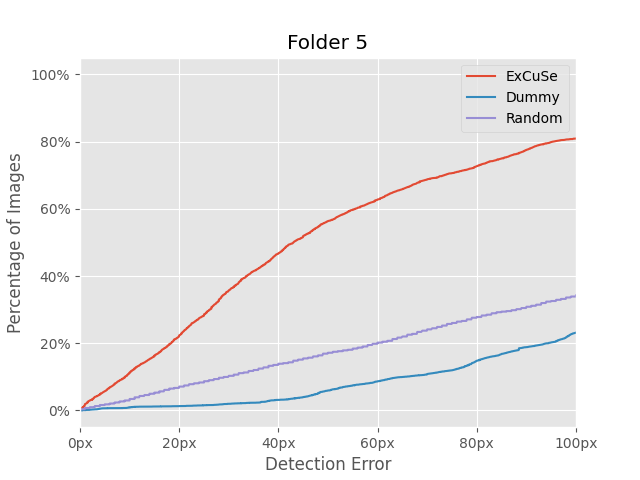 Folder 5
ExCuSe
Dummy
Random
100%
80%
60%
40%
20%
0%
Percentage of Images
0px 20px 40px 60px 80px 100px
Detection Error